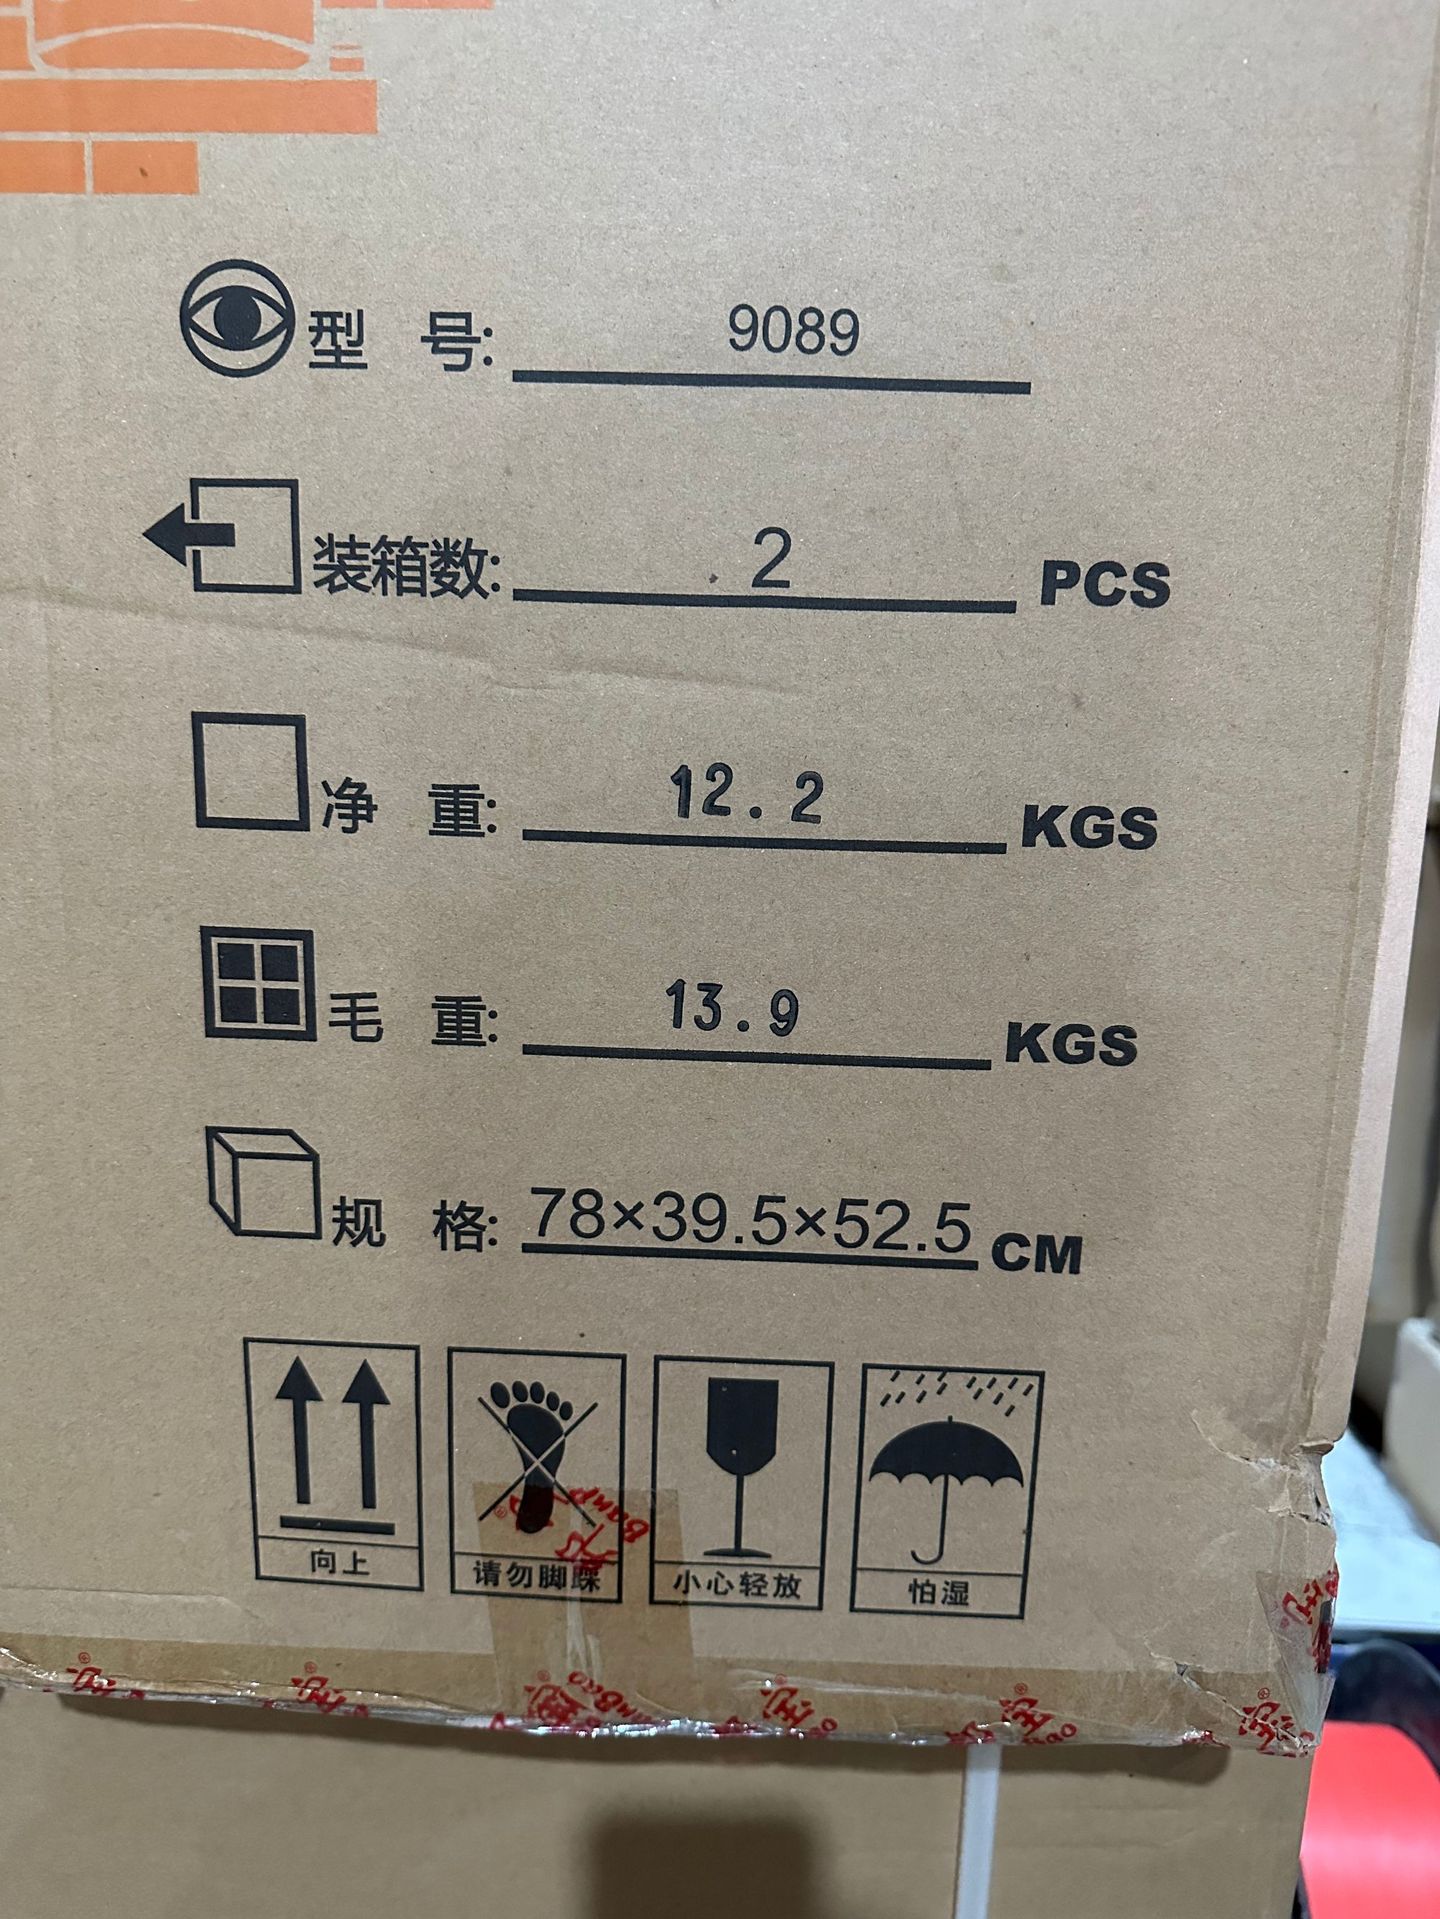 型 号: 9089
装箱数: 2 PCS
净 重: 12.2 KGS
毛 重: 13.9 KGS
规 格: 78×39.5×52.5 CM
向上
请勿脚踩
小心轻放
怕湿